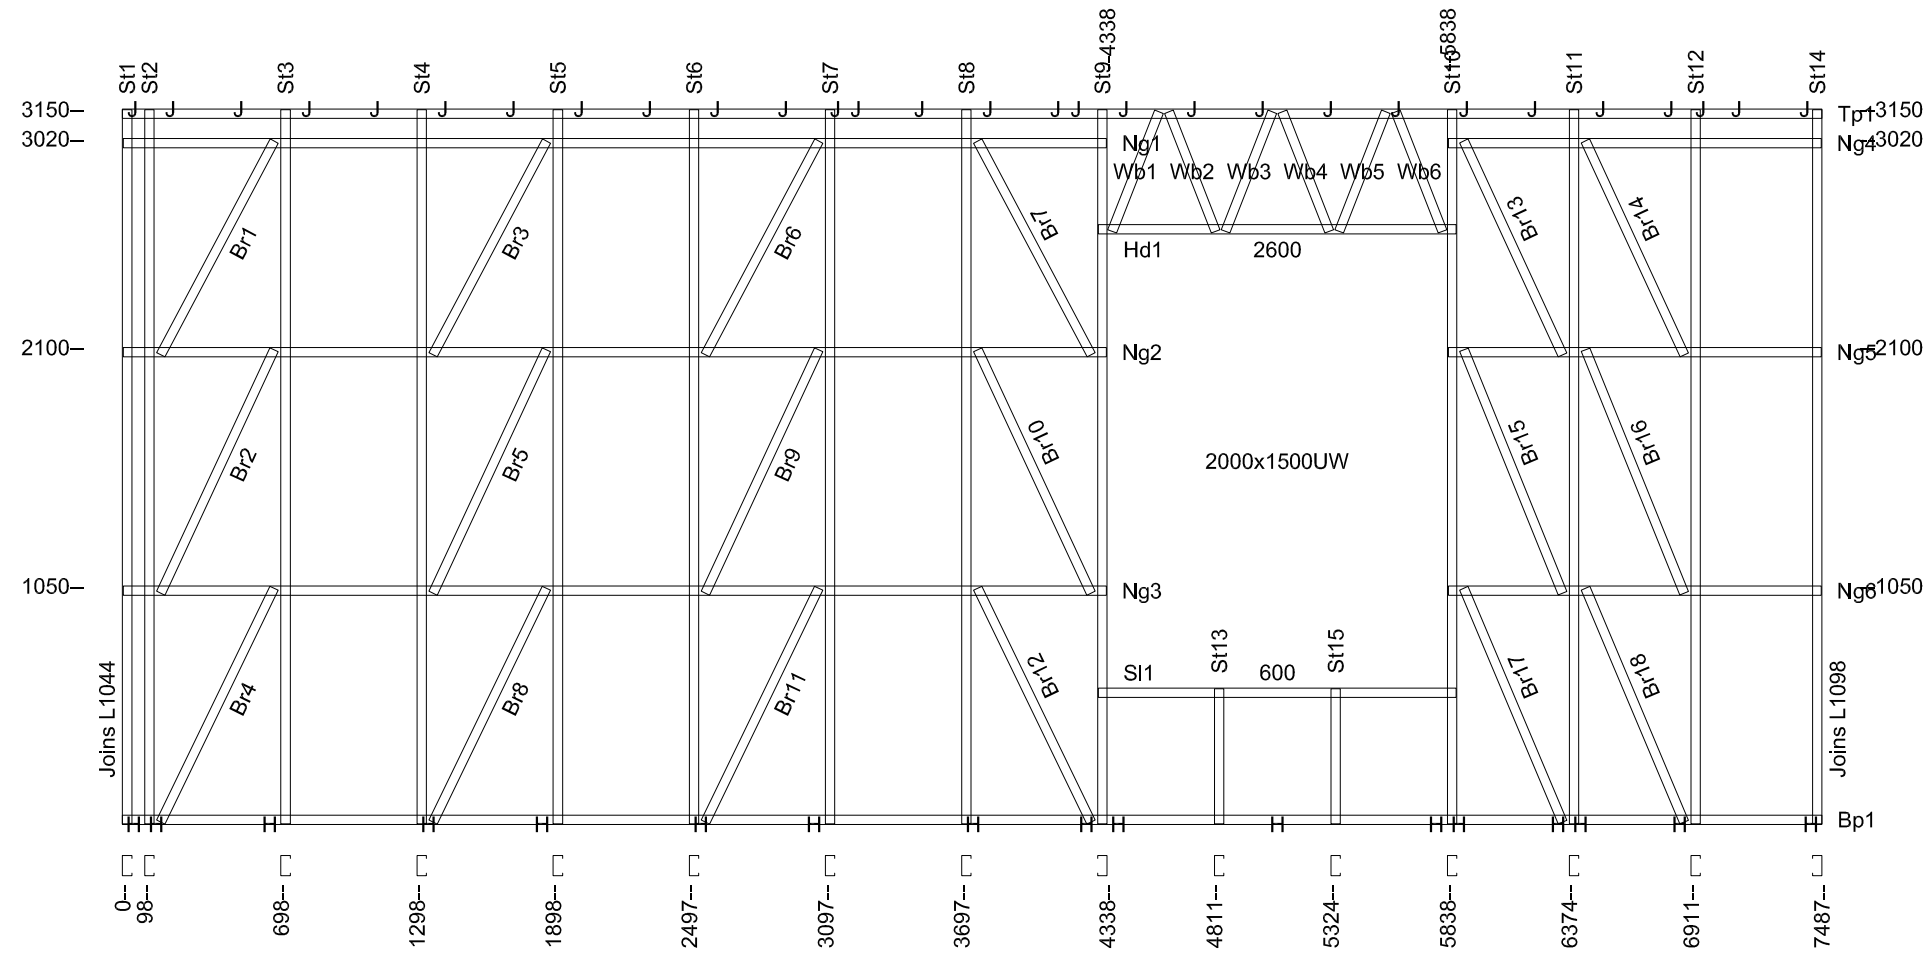 St1 St2 St3 St4 St5 St6 St7 St8 St9 4338 St10 5838 St11 St12 St14
3150– J J J J J J J J J J J J J J J J J J J J J J J J J J J Tp1 –3150
3020– Ng1 Ng4 –3020
Wb1 Wb2 Wb3 Wb4 Wb5 Wb6
Br1 Br3 Br6 Br7 Br13 Br14
Hd1 2600
2100– Ng2 Ng5 –2100
Br2 Br5 Br9 Br10 2000x1500UW Br15 Br16
1050– Ng3 Ng6 –1050
Br4 Br8 Br11 Br12 Sl1 St13 600 St15 Br17 Br18
Joins L1044 Joins L1098
Bp1
0-- 98-- 698-- 1298-- 1898-- 2497-- 3097-- 3697-- 4338-- 4811-- 5324-- 5838-- 6374-- 6911-- 7487--